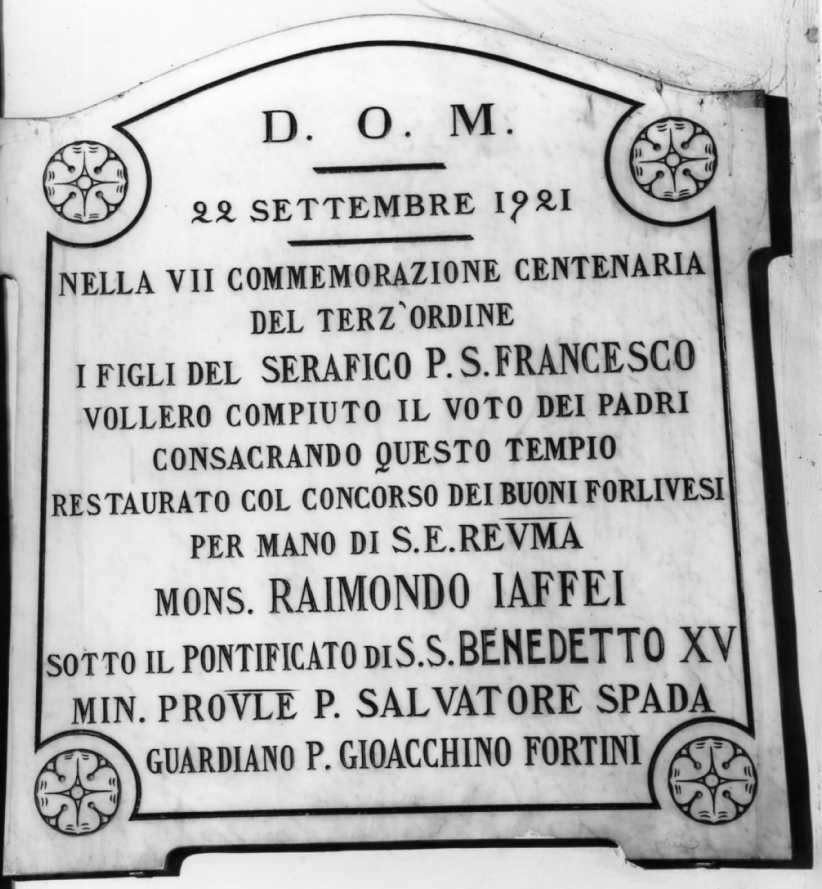 D. O. M.
22 SETTEMBRE 1921
NELLA VII COMMEMORAZIONE CENTENARIA
DEL TERZ'ORDINE
I FIGLI DEL SERAFICO P. S. FRANCESCO
VOLLERO COMPIUTO IL VOTO DEI PADRI
CONSACRANDO QUESTO TEMPIO
RESTAURATO COL CONCORSO DEI BUONI FORLIVESI
PER MANO DI S.E. REVMA
MONS. RAIMONDO IAFFEI
SOTTO IL PONTIFICATO DI S.S. BENEDETTO XV
MIN. PROVLE P. SALVATORE SPADA
GUARDIANO P. GIOACCHINO FORTINI